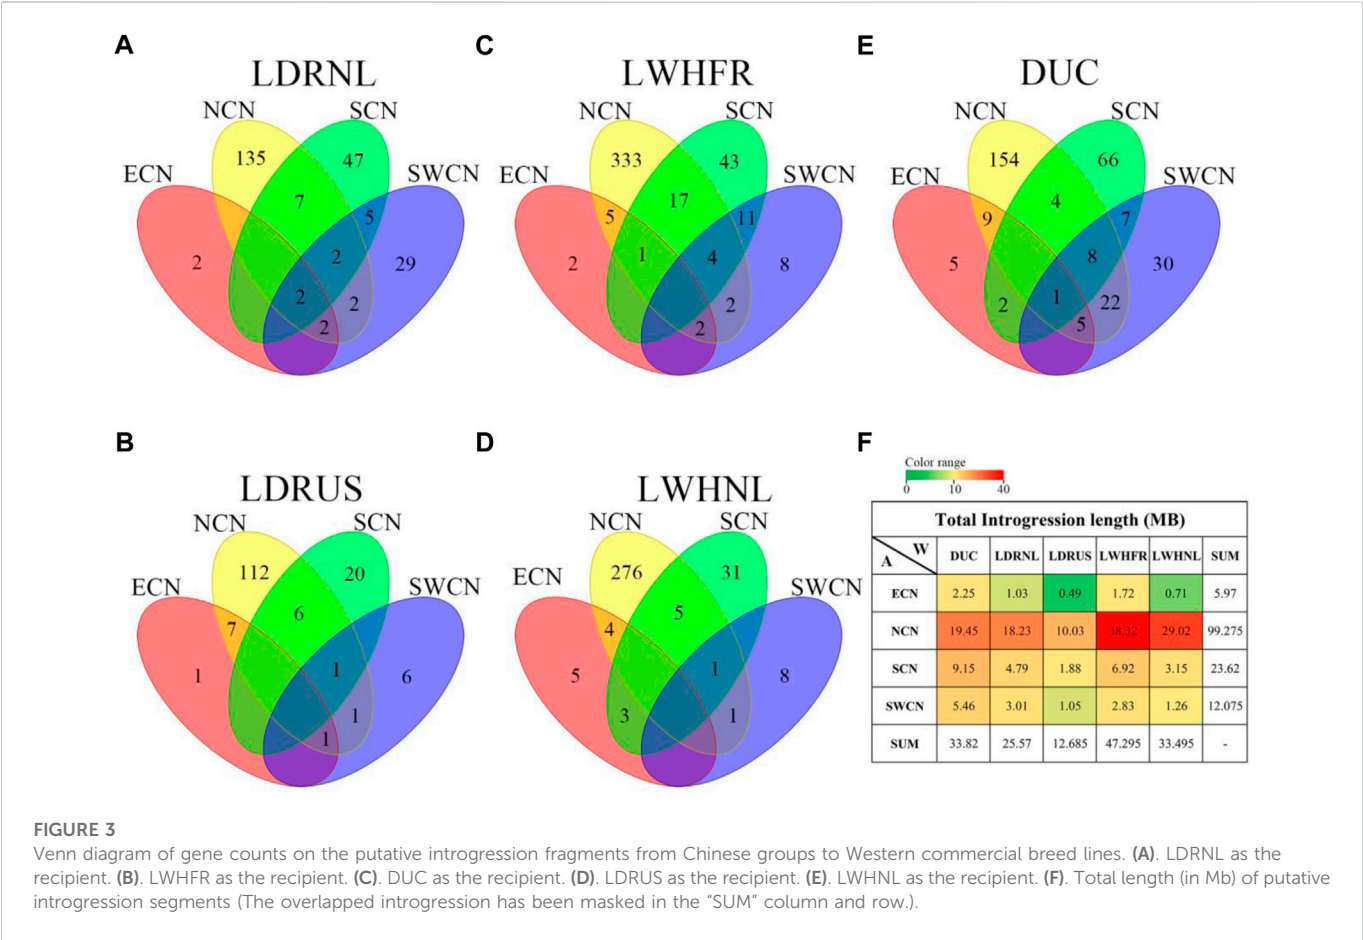 A
LDRNL
NCN
SCN
ECN
SWCN
135
47
7
5
2
2
29
2
2
2
C
LWHFR
NCN
SCN
ECN
SWCN
333
43
17
5
11
1
4
2
8
2
2
E
DUC
NCN
SCN
ECN
SWCN
154
66
4
9
7
8
5
30
2
1
22
5
B
LDRUS
NCN
SCN
ECN
SWCN
112
20
6
7
1
1
6
1
1
D
LWHNL
NCN
SCN
ECN
SWCN
276
31
5
4
1
5
8
3
1
F
Color range
0 10 40
Total Introgression length (MB)
A W DUC LDRNL LDRUS LWHFR LWHNL SUM
ECN 2.25 1.03 0.49 1.72 0.71 5.97
NCN 19.45 18.23 10.03 38.32 29.02 99.275
SCN 9.15 4.79 1.88 6.92 3.15 23.62
SWCN 5.46 3.01 1.05 2.83 1.26 12.075
SUM 33.82 25.57 12.685 47.295 33.495 -
FIGURE 3
Venn diagram of gene counts on the putative introgression fragments from Chinese groups to Western commercial breed lines. (A). LDRNL as the
recipient. (B). LWHFR as the recipient. (C). DUC as the recipient. (D). LDRUS as the recipient. (E). LWHNL as the recipient. (F). Total length (in Mb) of putative
introgression segments (The overlapped introgression has been masked in the “SUM” column and row.).